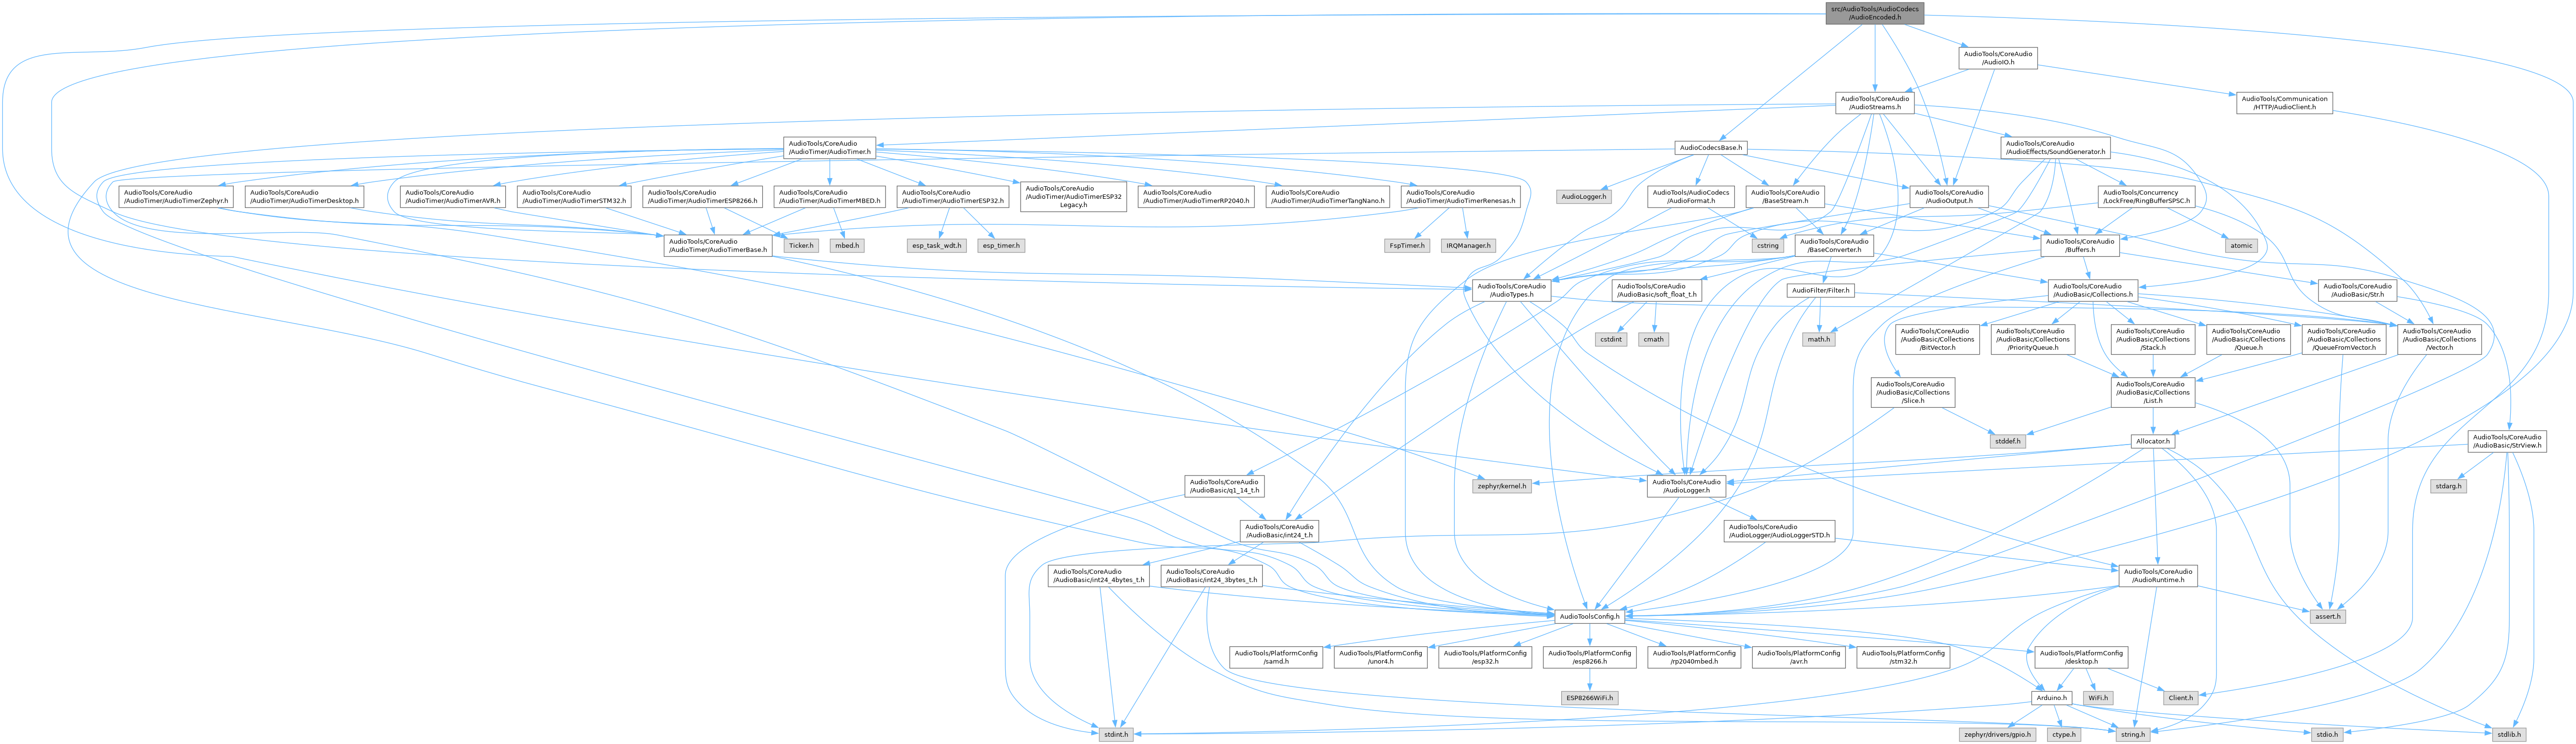 src/AudioTools/AudioCodecs
/AudioEncoded.h
AudioTools/CoreAudio
/AudioIO.h
AudioTools/CoreAudio
/AudioStreams.h
AudioTools/Communication
/HTTP/AudioClient.h
AudioTools/CoreAudio
/AudioTimer/AudioTimer.h
AudioCodecsBase.h
AudioTools/CoreAudio
/AudioEffects/SoundGenerator.h
AudioTools/CoreAudio
/AudioTimer/AudioTimerZephyr.h
AudioTools/CoreAudio
/AudioTimer/AudioTimerDesktop.h
AudioTools/CoreAudio
/AudioTimer/AudioTimerAVR.h
AudioTools/CoreAudio
/AudioTimer/AudioTimerSTM32.h
AudioTools/CoreAudio
/AudioTimer/AudioTimerESP8266.h
AudioTools/CoreAudio
/AudioTimer/AudioTimerMBED.h
AudioTools/CoreAudio
/AudioTimer/AudioTimerESP32.h
AudioTools/CoreAudio
/AudioTimer/AudioTimerESP32
Legacy.h
AudioTools/CoreAudio
/AudioTimer/AudioTimerRP2040.h
AudioTools/CoreAudio
/AudioTimer/AudioTimerTangNano.h
AudioTools/CoreAudio
/AudioTimer/AudioTimerRenesas.h
AudioLogger.h
AudioTools/AudioCodecs
/AudioFormat.h
AudioTools/CoreAudio
/BaseStream.h
AudioTools/CoreAudio
/AudioOutput.h
AudioTools/Concurrency
/LockFree/RingBufferSPSC.h
AudioTools/CoreAudio
/AudioTimer/AudioTimerBase.h
Ticker.h
mbed.h
esp_task_wdt.h
esp_timer.h
FspTimer.h
IRQManager.h
cstring
AudioTools/CoreAudio
/BaseConverter.h
AudioTools/CoreAudio
/Buffers.h
atomic
AudioTools/CoreAudio
/AudioTypes.h
AudioTools/CoreAudio
/AudioBasic/soft_float_t.h
AudioFilter/Filter.h
AudioTools/CoreAudio
/AudioBasic/Collections.h
AudioTools/CoreAudio
/AudioBasic/Str.h
cstdint
cmath
math.h
AudioTools/CoreAudio
/AudioBasic/Collections
/BitVector.h
AudioTools/CoreAudio
/AudioBasic/Collections
/PriorityQueue.h
AudioTools/CoreAudio
/AudioBasic/Collections
/Stack.h
AudioTools/CoreAudio
/AudioBasic/Collections
/Queue.h
AudioTools/CoreAudio
/AudioBasic/Collections
/QueueFromVector.h
AudioTools/CoreAudio
/AudioBasic/Collections
/Vector.h
AudioTools/CoreAudio
/AudioBasic/Collections
/Slice.h
AudioTools/CoreAudio
/AudioBasic/Collections
/List.h
stddef.h
Allocator.h
AudioTools/CoreAudio
/AudioBasic/StrView.h
AudioTools/CoreAudio
/AudioBasic/q1_14_t.h
zephyr/kernel.h
AudioTools/CoreAudio
/AudioLogger.h
stdarg.h
AudioTools/CoreAudio
/AudioBasic/int24_t.h
AudioTools/CoreAudio
/AudioLogger/AudioLoggerSTD.h
AudioTools/CoreAudio
/AudioBasic/int24_4bytes_t.h
AudioTools/CoreAudio
/AudioBasic/int24_3bytes_t.h
AudioTools/CoreAudio
/AudioRuntime.h
AudioToolsConfig.h
assert.h
AudioTools/PlatformConfig
/samd.h
AudioTools/PlatformConfig
/unor4.h
AudioTools/PlatformConfig
/esp32.h
AudioTools/PlatformConfig
/esp8266.h
AudioTools/PlatformConfig
/rp2040mbed.h
AudioTools/PlatformConfig
/avr.h
AudioTools/PlatformConfig
/stm32.h
AudioTools/PlatformConfig
/desktop.h
ESP8266WiFi.h
Arduino.h
WiFi.h
Client.h
stdint.h
zephyr/drivers/gpio.h
ctype.h
string.h
stdio.h
stdlib.h